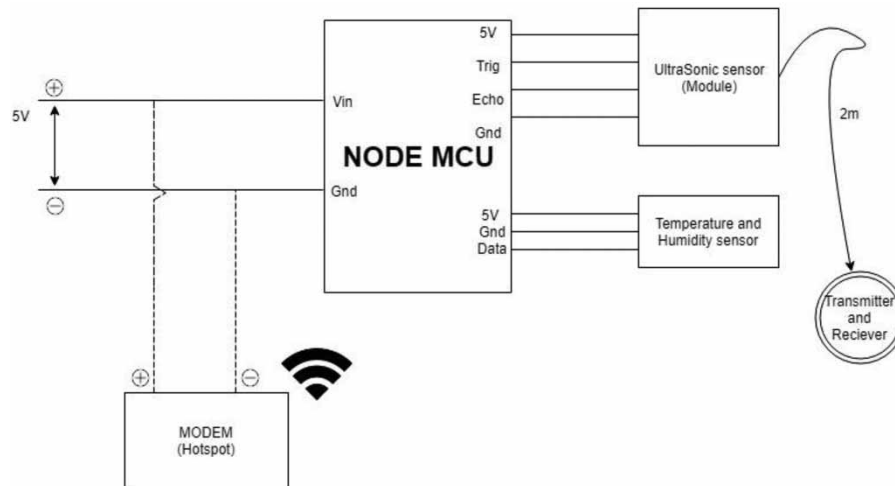 5V
Trig
Echo
Gnd
UltraSonic sensor
(Module)
2m
⊕
5V
⊖
Vin
Gnd
NODE MCU
5V
Gnd
Data
Temperature and
Humidity sensor
Transmitter
and
Reciever
⊕
⊖
MODEM
(Hotspot)